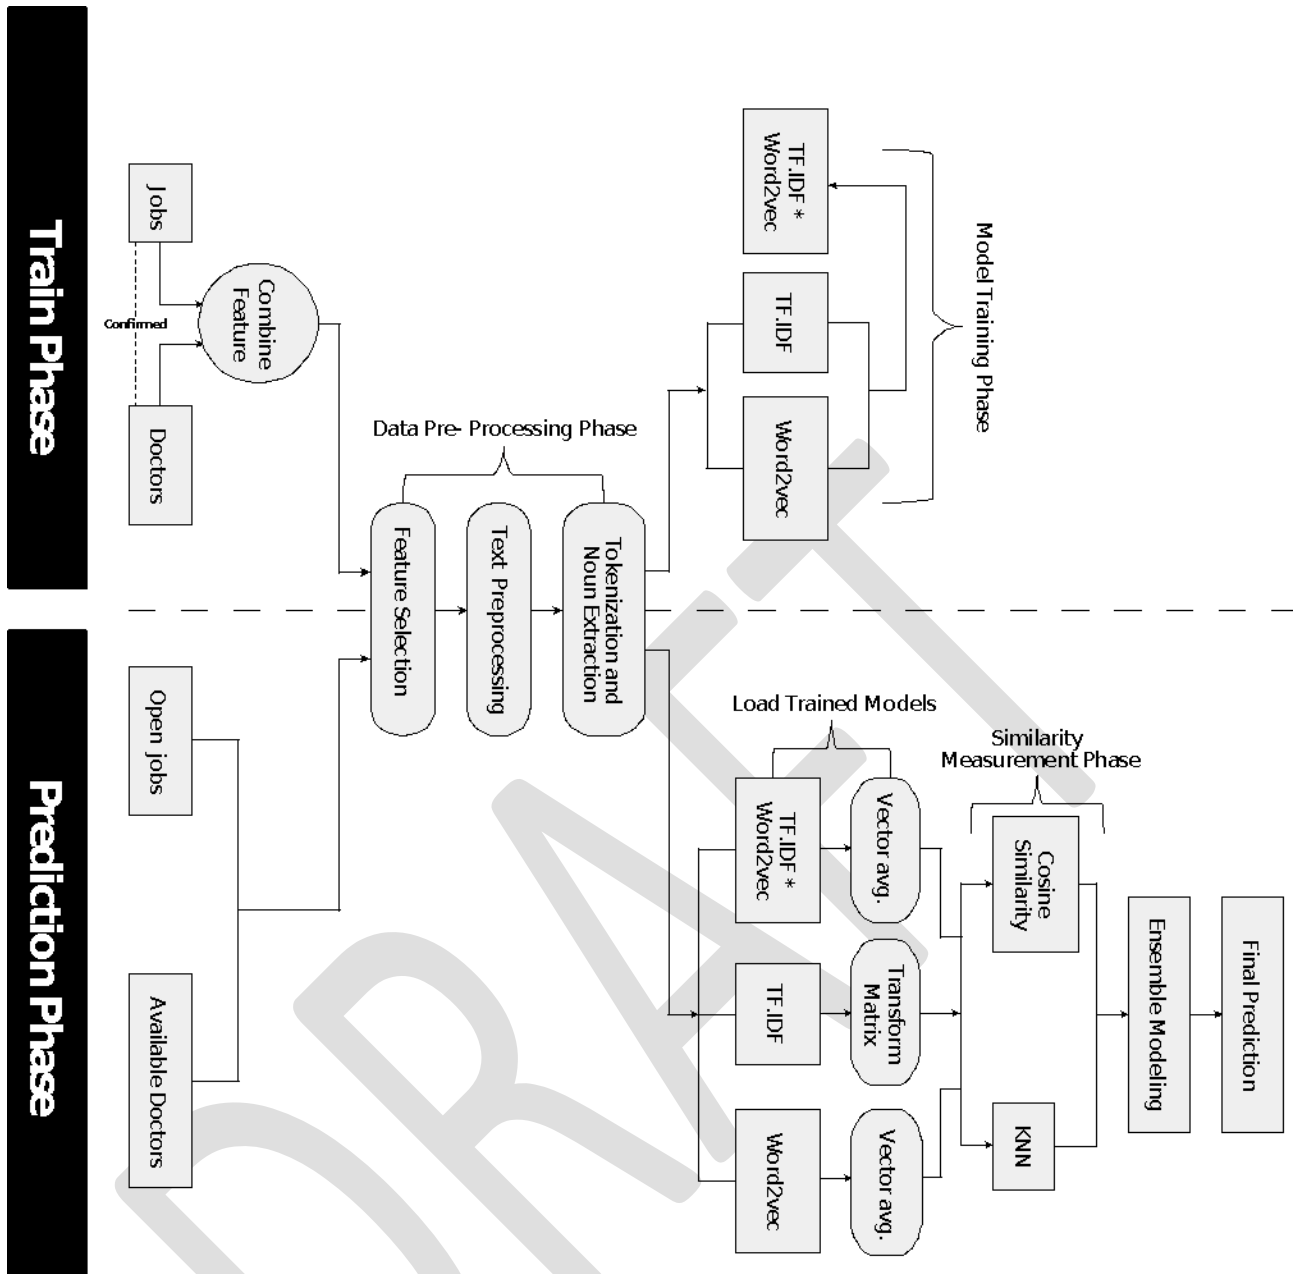 Train Phase
Jobs
Confirmed
Doctors
Combine
Feature
Data Pre- Processing Phase
Feature Selection
Text Preprocessing
Tokenization and
Noun Extraction
TF.IDF *
Word2vec
TF.IDF
Word2vec
Model Training Phase
Prediction Phase
Open jobs
Available Doctors
Load Trained Models
TF.IDF *
Word2vec
TF.IDF
Word2vec
Vector avg.
Transform
Matrix
Vector avg.
Similarity
Measurement Phase
Cosine
Similarity
KNN
Ensemble Modeling
Final Prediction
DRAFT